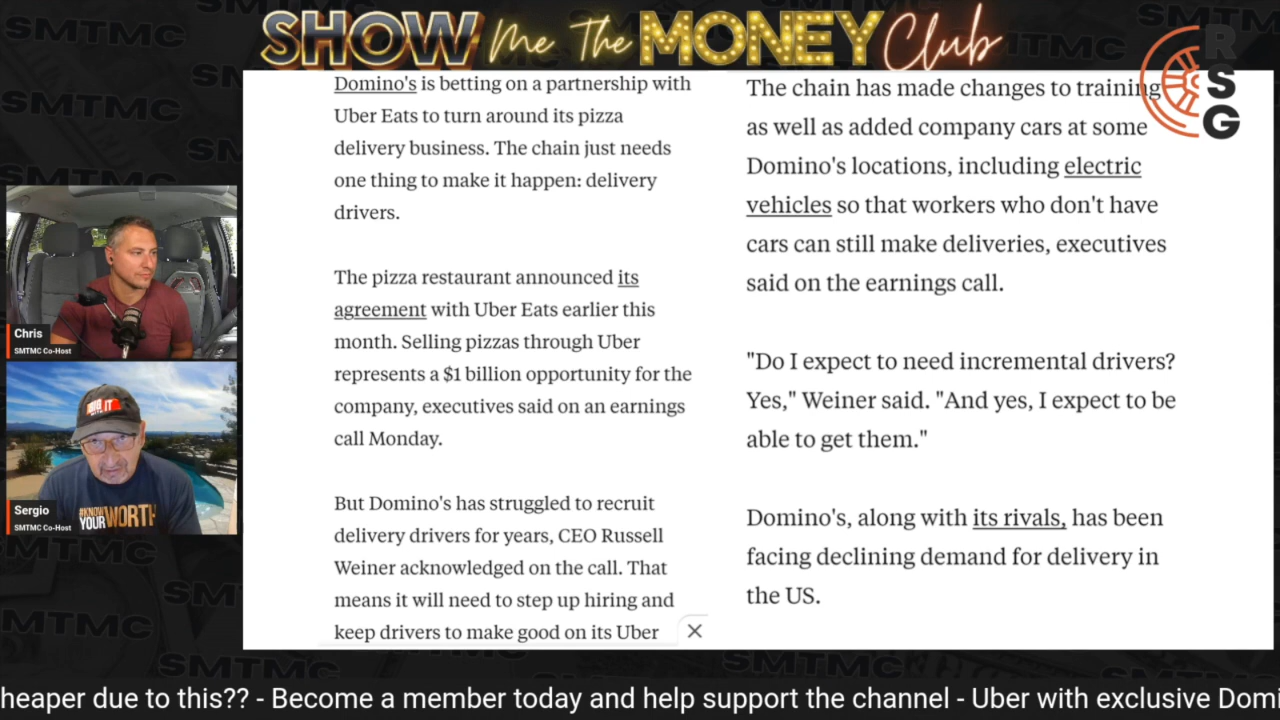 SHOW Me The MONEY Club
RSG
Domino's is betting on a partnership with
Uber Eats to turn around its pizza
delivery business. The chain just needs
one thing to make it happen: delivery
drivers.
The pizza restaurant announced its
agreement with Uber Eats earlier this
month. Selling pizzas through Uber
represents a $1 billion opportunity for the
company, executives said on an earnings
call Monday.
But Domino's has struggled to recruit
delivery drivers for years, CEO Russell
Weiner acknowledged on the call. That
means it will need to step up hiring and
keep drivers to make good on its Uber
The chain has made changes to training
as well as added company cars at some
Domino's locations, including electric
vehicles so that workers who don't have
cars can still make deliveries, executives
said on the earnings call.
"Do I expect to need incremental drivers?
Yes," Weiner said. "And yes, I expect to be
able to get them."
Domino's, along with its rivals, has been
facing declining demand for delivery in
the US.
Chris
SMTMC Co-Host
#KNOW
YOUR WORTH
Sergio
SMTMC Co-Host
SMTMC
SMTMC
SMTMC
SMTMC
heaper due to this?? - Become a member today and help support the channel - Uber with exclusive Domi